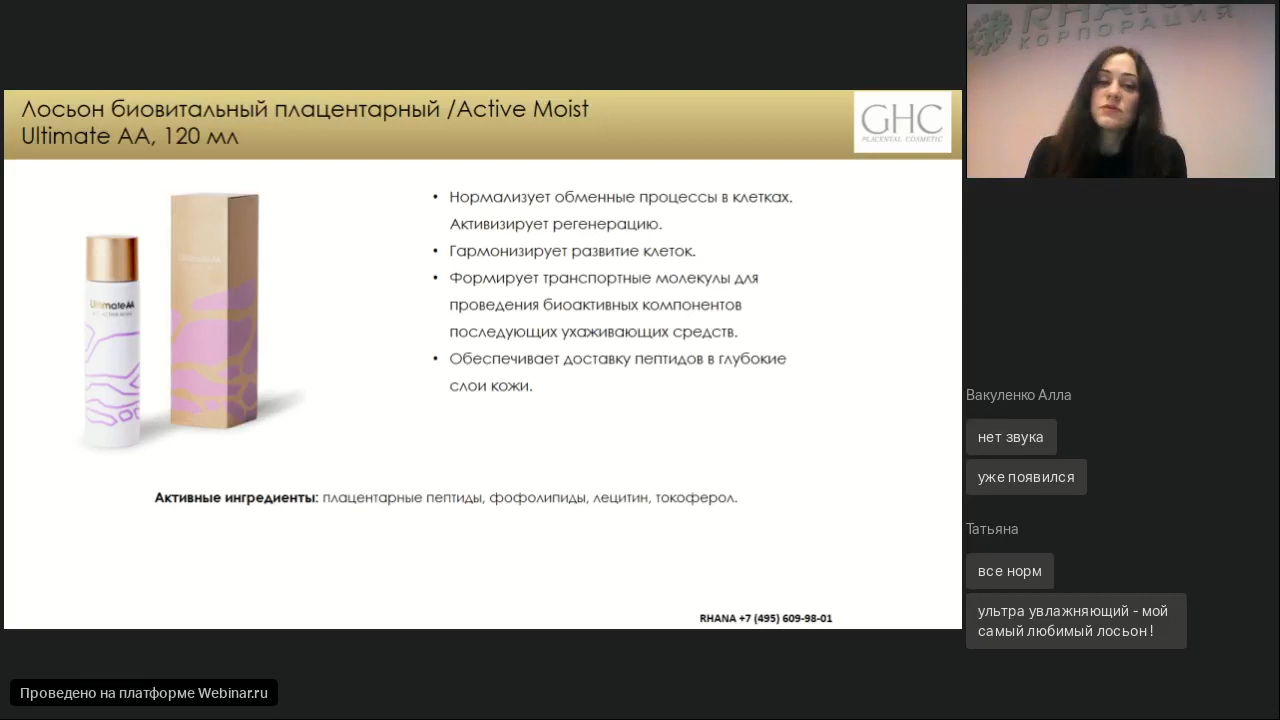 Лосьон биовитальный плацентарный /Active Moist
Ultimate AA, 120 мл
GHC
PLACENTAL COSMETIC
• Нормализует обменные процессы в клетках.
Активизирует регенерацию.
• Гармонизирует развитие клеток.
• Формирует транспортные молекулы для
проведения биоактивных компонентов
последующих ухаживающих средств.
• Обеспечивает доставку пептидов в глубокие
слои кожи.
UltimateAA
Активные ингредиенты: плацентарные пептиды, фофолипиды, лецитин, токоферол.
RHANA +7 (495) 609-98-01
КОРПОРАЦИЯ
Вакуленко Алла
нет звука
уже появился
Татьяна
все норм
ультра увлажняющий - мой
самый любимый лосьон !
Проведено на платформе Webinar.ru